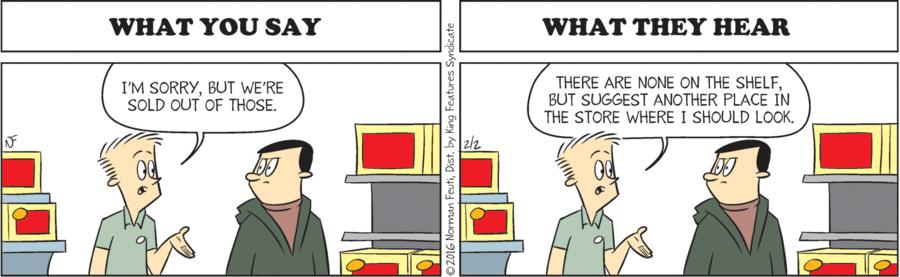 WHAT YOU SAY
I'M SORRY, BUT WE'RE
SOLD OUT OF THOSE.
NF
©2016 Norman Feuti, Dist. by King Features Syndicate
WHAT THEY HEAR
THERE ARE NONE ON THE SHELF,
BUT SUGGEST ANOTHER PLACE IN
THE STORE WHERE I SHOULD LOOK.
2/2